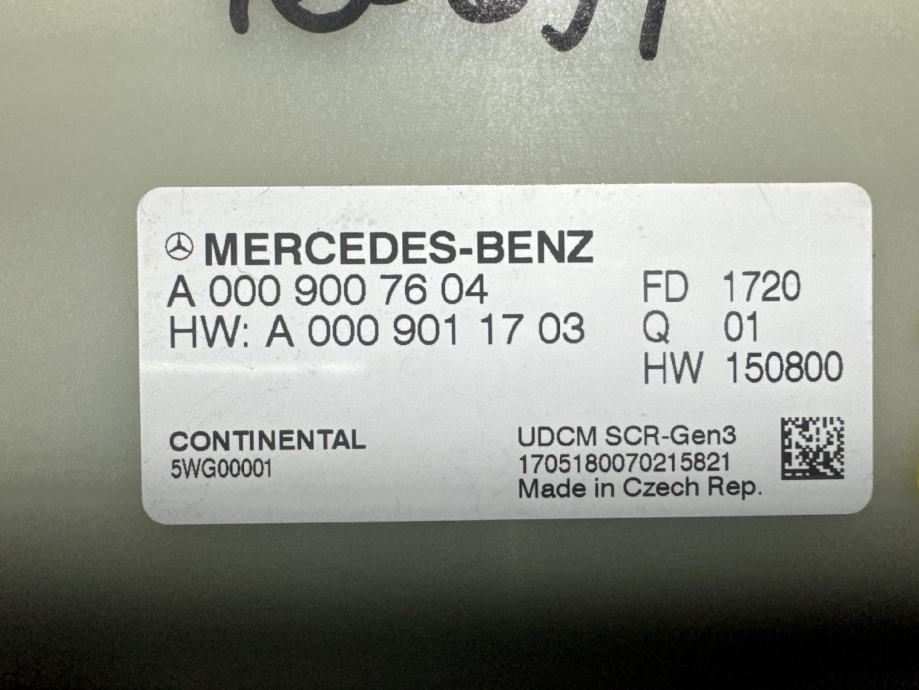 MERCEDES-BENZ
A 000 900 76 04
HW: A 000 901 17 03
FD 1720
Q 01
HW 150800
CONTINENTAL
5WG00001
UDCM SCR-Gen3
1705180070215821
Made in Czech Rep.